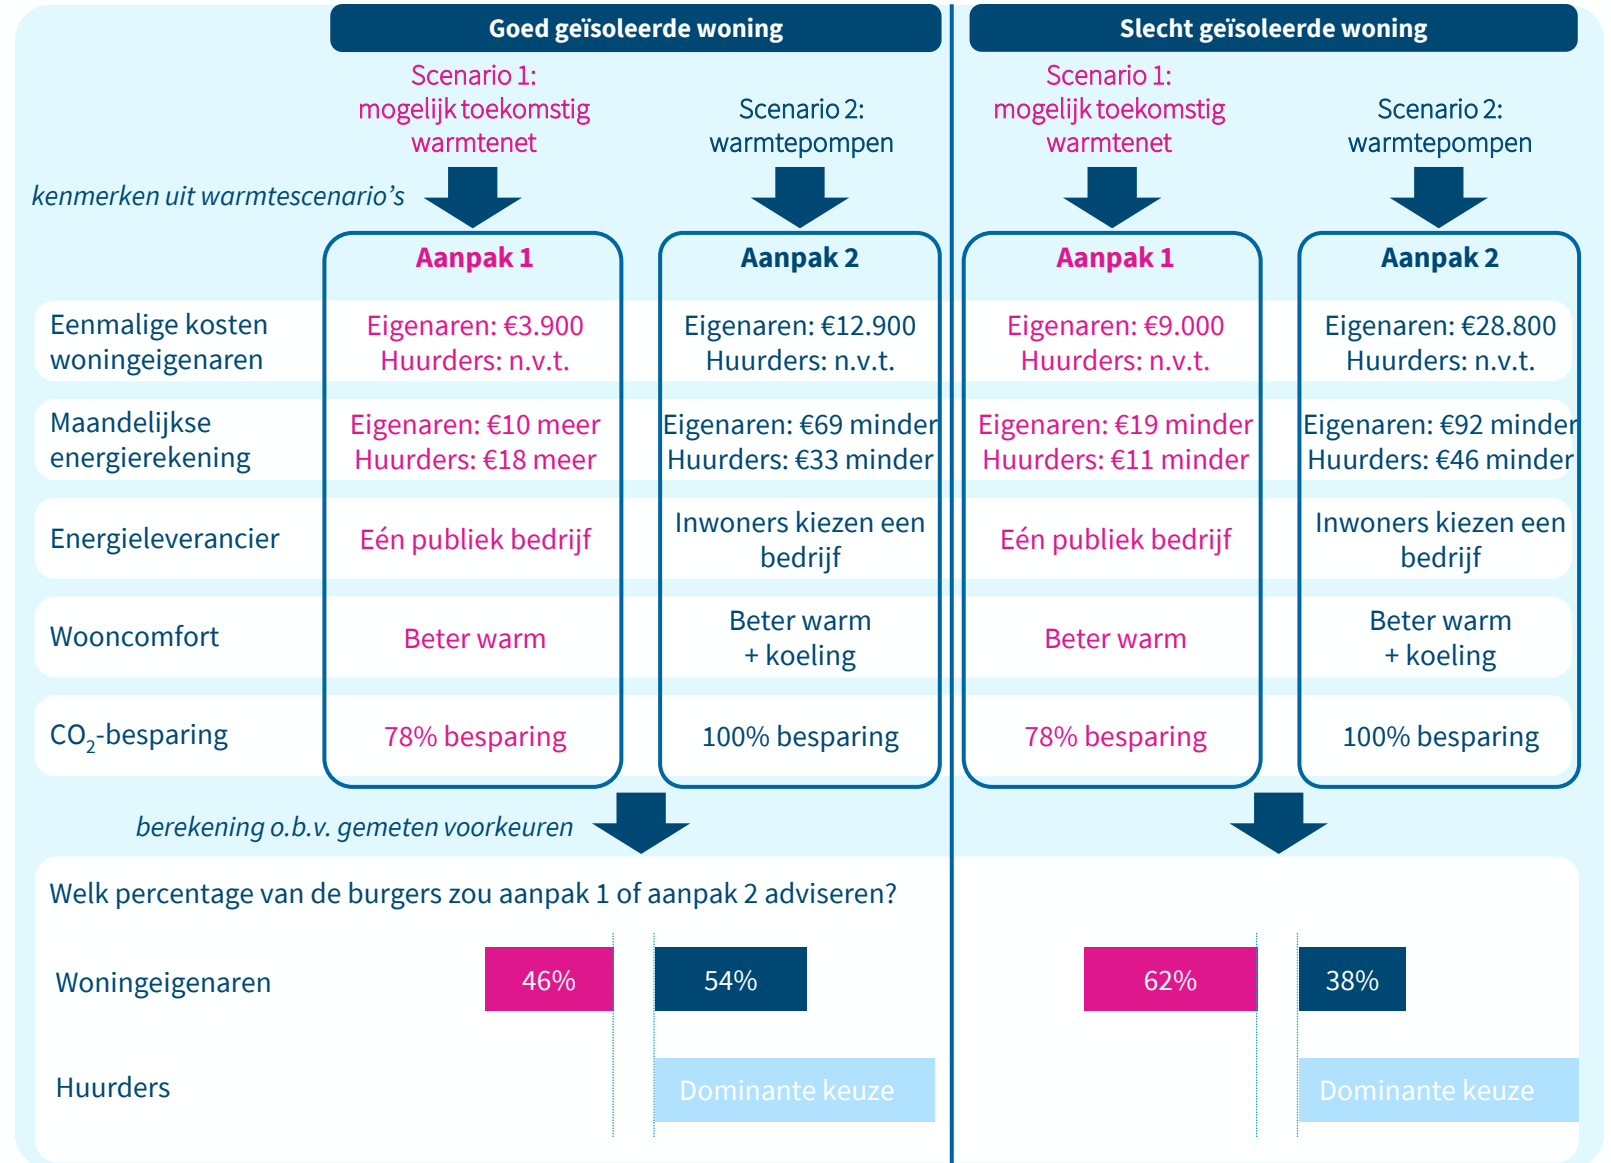 Goed geïsoleerde woning
Slecht geïsoleerde woning
Scenario 1:
mogelijk toekomstig
warmtenet
Scenario 2:
warmtepompen
Scenario 1:
mogelijk toekomstig
warmtenet
Scenario 2:
warmtepompen
kenmerken uit warmtescenario's
Aanpak 1
Aanpak 2
Aanpak 1
Aanpak 2
Eenmalige kosten
woningeigenaren
Eigenaren: €3.900
Huurders: n.v.t.
Eigenaren: €12.900
Huurders: n.v.t.
Eigenaren: €9.000
Huurders: n.v.t.
Eigenaren: €28.800
Huurders: n.v.t.
Maandelijkse
energierekening
Eigenaren: €10 meer
Huurders: €18 meer
Eigenaren: €69 minder
Huurders: €33 minder
Eigenaren: €19 minder
Huurders: €11 minder
Eigenaren: €92 minder
Huurders: €46 minder
Energieleverancier
Eén publiek bedrijf
Inwoners kiezen een
bedrijf
Eén publiek bedrijf
Inwoners kiezen een
bedrijf
Wooncomfort
Beter warm
Beter warm
+ koeling
Beter warm
Beter warm
+ koeling
CO₂-besparing
78% besparing
100% besparing
78% besparing
100% besparing
berekening o.b.v. gemeten voorkeuren
Welk percentage van de burgers zou aanpak 1 of aanpak 2 adviseren?
Woningeigenaren
46%
54%
62%
38%
Huurders
Dominante keuze
Dominante keuze